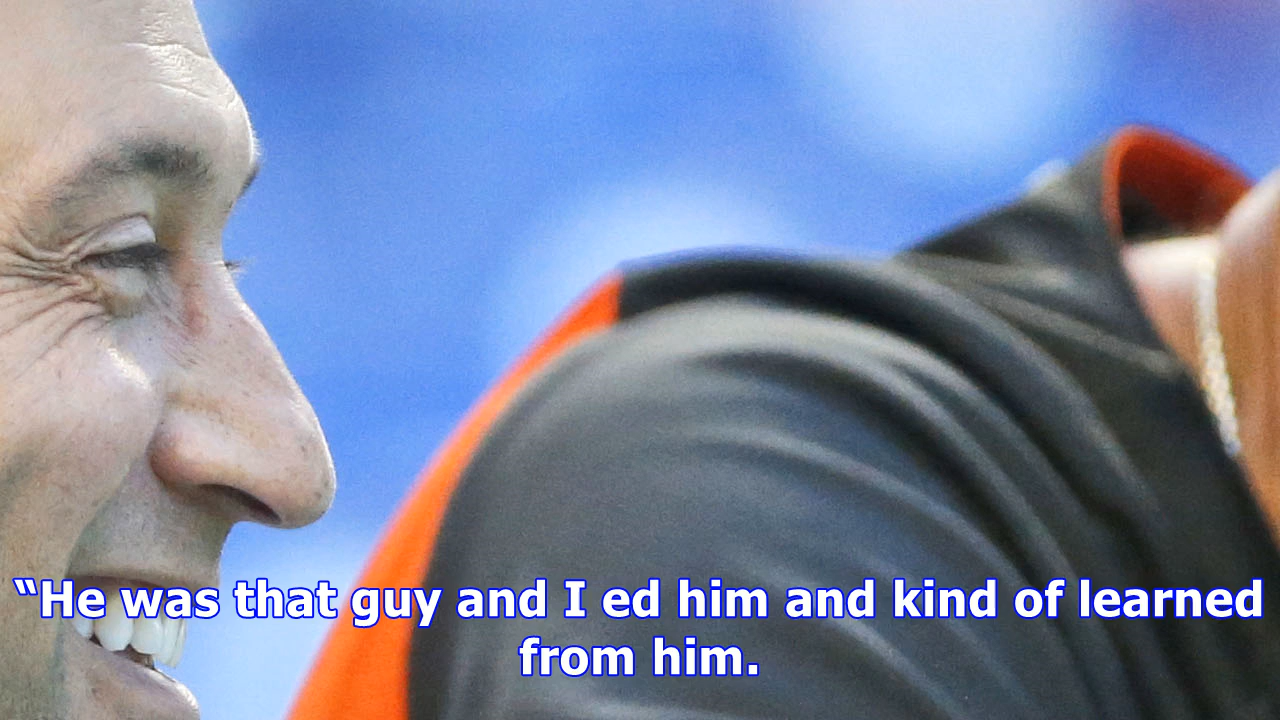 “He was that guy and I ed him and kind of learned
from him.